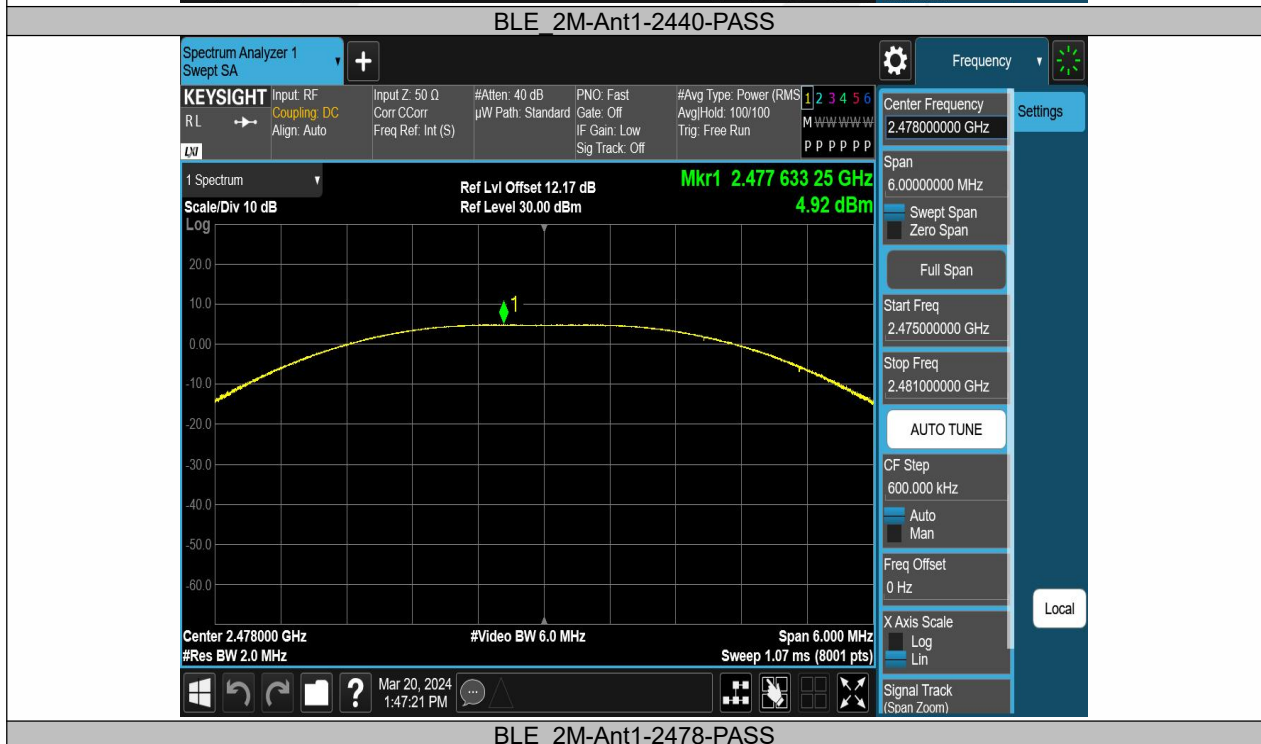 BLE_2M-Ant1-2440-PASS
Spectrum Analyzer 1
Swept SA
+
Frequency
KEYSIGHT
R L
LXI
Input: RF
Coupling: DC
Align: Auto
Input Z: 50 Ω
Corr CCorr
Freq Ref: Int (S)
#Atten: 40 dB
µW Path: Standard
PNO: Fast
Gate: Off
IF Gain: Low
Sig Track: Off
#Avg Type: Power (RMS
Avg|Hold: 100/100
Trig: Free Run
1 2 3 4 5 6
M W W W W W
P P P P P P
1 Spectrum
Scale/Div 10 dB
Log
Ref Lvl Offset 12.17 dB
Ref Level 30.00 dBm
Mkr1 2.477 633 25 GHz
4.92 dBm
1
20.0
10.0
0.00
-10.0
-20.0
-30.0
-40.0
-50.0
-60.0
Center 2.478000 GHz
#Res BW 2.0 MHz
#Video BW 6.0 MHz
Span 6.000 MHz
Sweep 1.07 ms (8001 pts)
?
Mar 20, 2024
1:47:21 PM
Center Frequency
2.478000000 GHz
Span
6.00000000 MHz
Swept Span
Zero Span
Full Span
Start Freq
2.475000000 GHz
Stop Freq
2.481000000 GHz
AUTO TUNE
CF Step
600.000 kHz
Auto
Man
Freq Offset
0 Hz
X Axis Scale
Log
Lin
Signal Track
(Span Zoom)
Settings
Local
BLE_2M-Ant1-2478-PASS